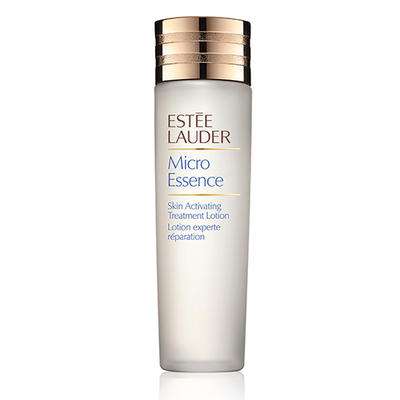 ESTĒE
LAUDER
Micro
Essence
Skin Activating
Treatment Lotion
Lotion experte
réparation